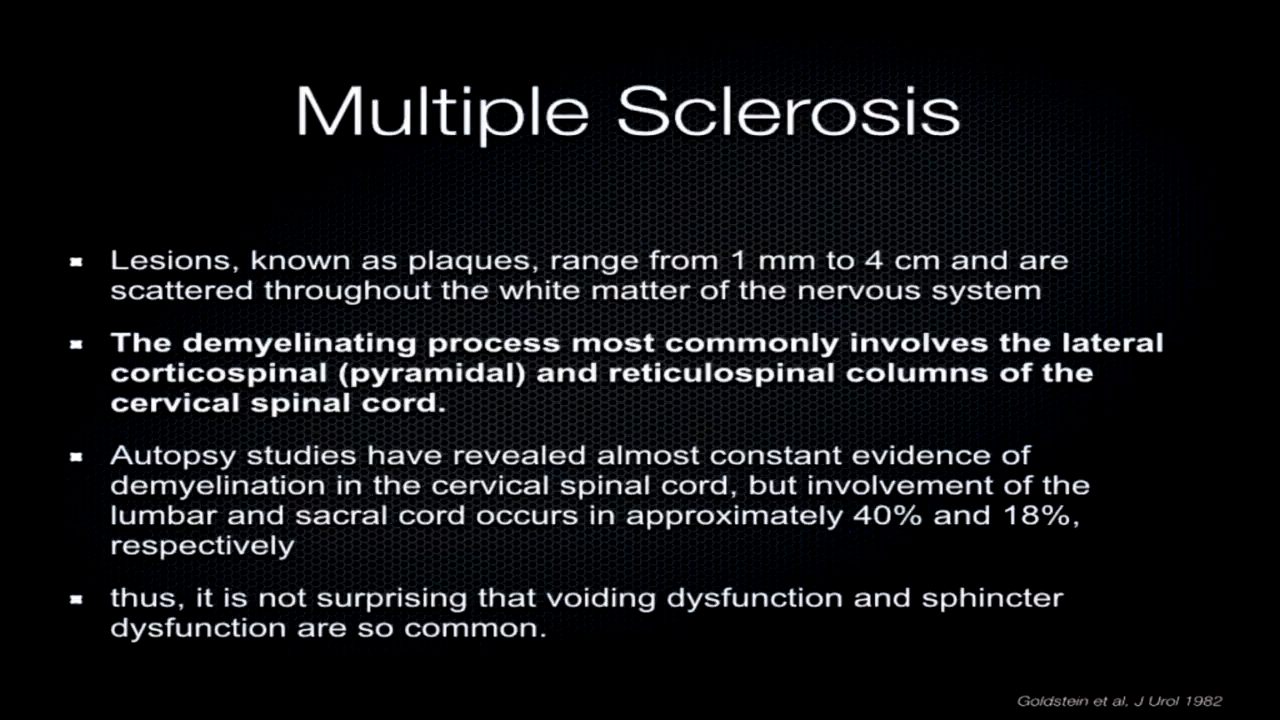 Multiple Sclerosis
Lesions, known as plaques, range from 1 mm to 4 cm and are
scattered throughout the white matter of the nervous system
The demyelinating process most commonly involves the lateral
corticospinal (pyramidal) and reticulospinal columns of the
cervical spinal cord.
Autopsy studies have revealed almost constant evidence of
demyelination in the cervical spinal cord, but involvement of the
lumbar and sacral cord occurs in approximately 40% and 18%,
respectively
thus, it is not surprising that voiding dysfunction and sphincter
dysfunction are so common.
Goldstein et al, J Urol 1982